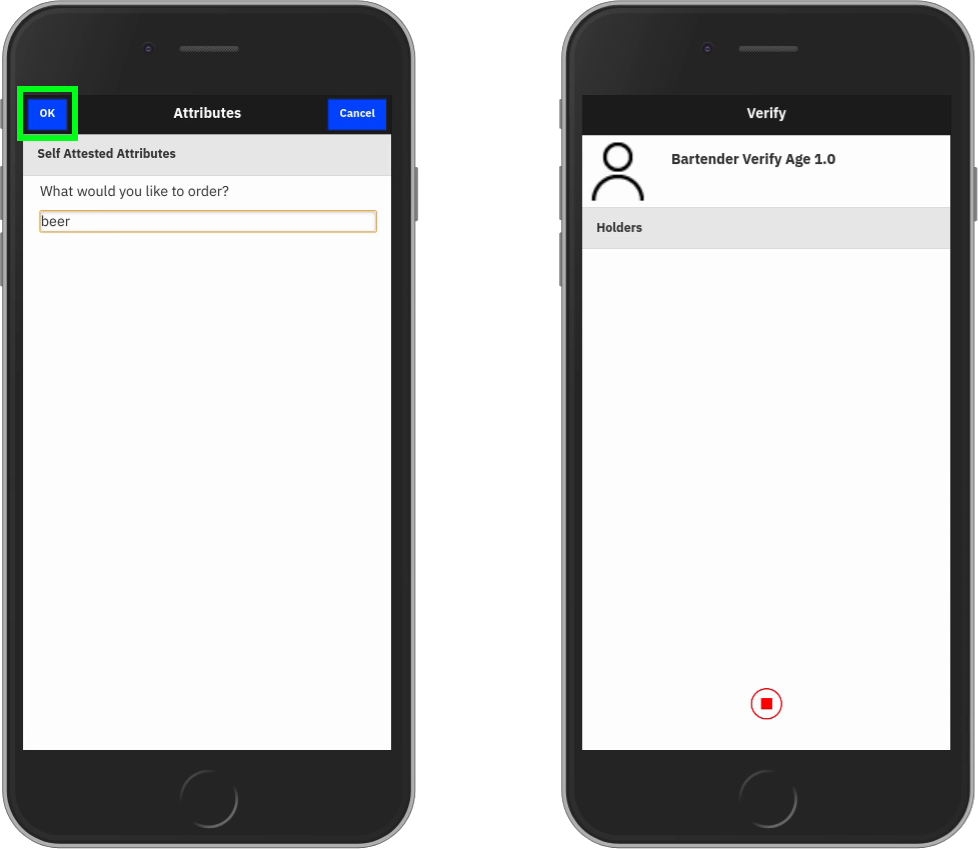 OK
Attributes
Cancel
Self Attested Attributes
What would you like to order?
beer
Verify
Bartender Verify Age 1.0
Holders